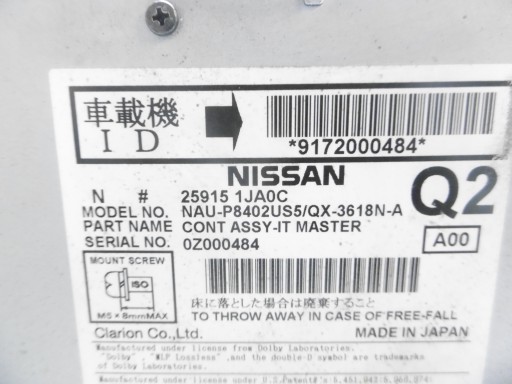 車載機
ID
*9172000484*
NISSAN
Q2
N # 25915 1JA0C
MODEL NO. NAU-P8402US5/QX-3618N-A
PART NAME CONT ASSY-IT MASTER
SERIAL NO. 0Z000484
A00
MOUNT SCREW
ISO
M5×8mmMAX
床に落とした場合は廃棄すること
TO THROW AWAY IN CASE OF FREE-FALL
Clarion Co.,Ltd. MADE IN JAPAN
Manufactured under license from Dolby Laboratories.
"Dolby", "MLP Lossless", and the double-D symbol are trademarks
of Dolby Laboratories.
Manufactured under license under U.S.